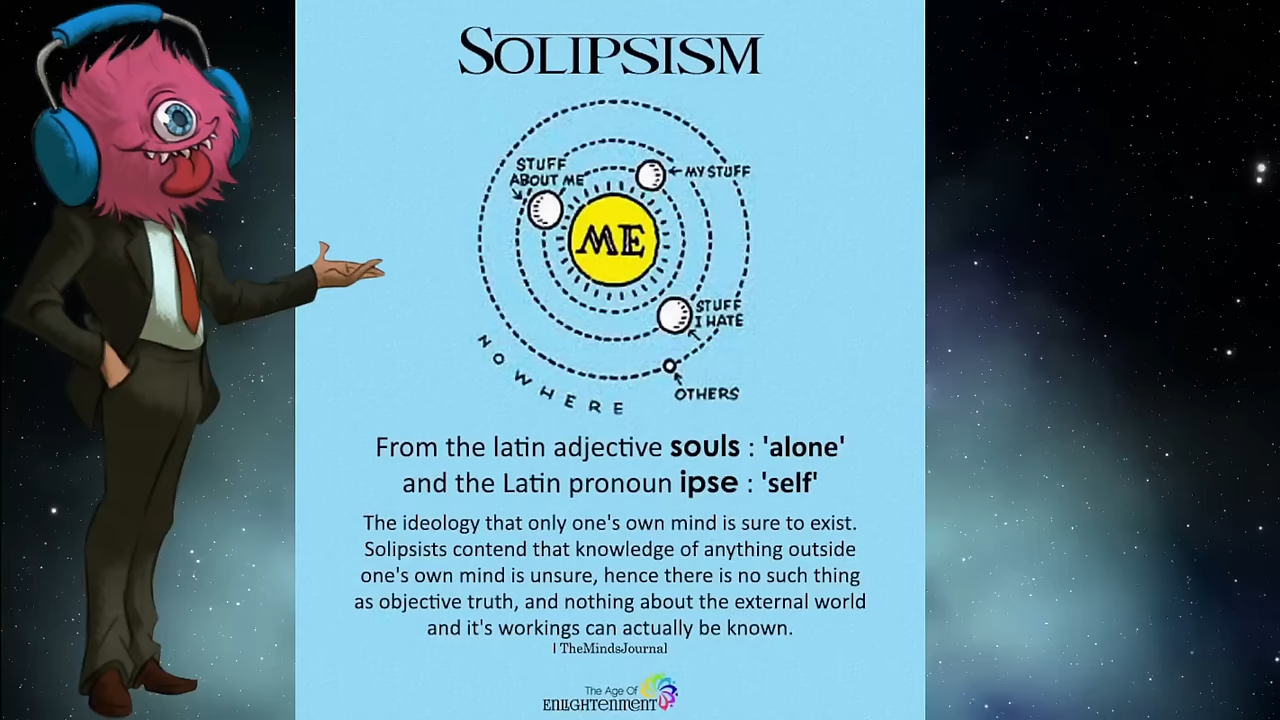 SOLIPSISM
STUFF
ABOUT ME
MY STUFF
ME
STUFF
I HATE
NOWHERE
OTHERS
From the latin adjective souls : 'alone'
and the Latin pronoun ipse : 'self'
The ideology that only one's own mind is sure to exist.
Solipsists contend that knowledge of anything outside
one's own mind is unsure, hence there is no such thing
as objective truth, and nothing about the external world
and it's workings can actually be known.
| TheMindsJournal
The Age Of
ENLIGHTENMENT